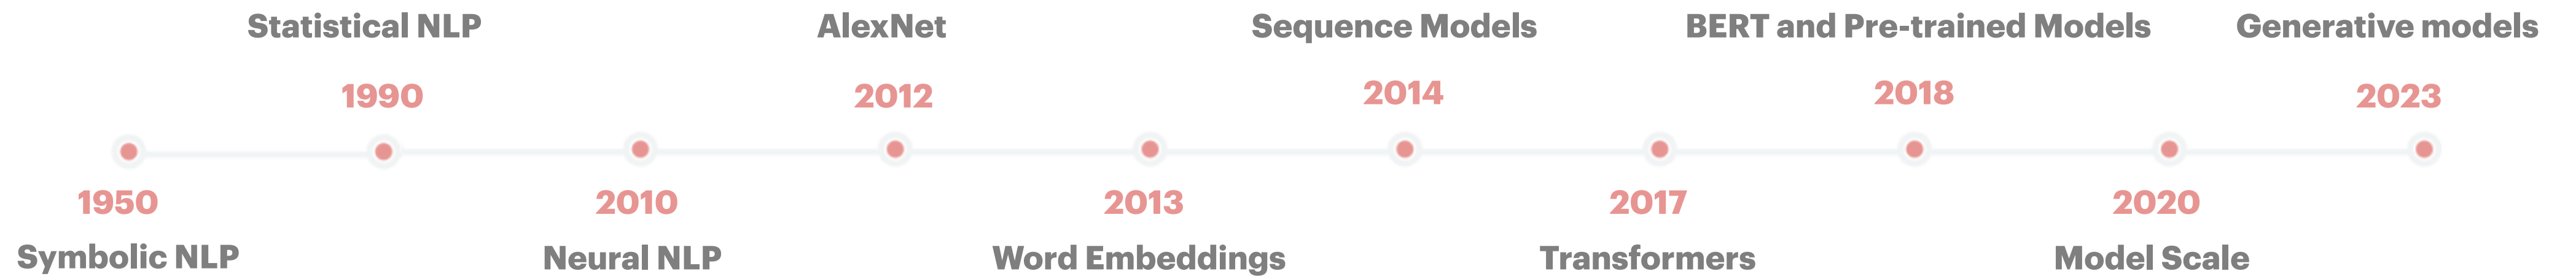 Statistical NLP
AlexNet
Sequence Models
BERT and Pre-trained Models
Generative models
1990
2012
2014
2018
2023
1950
2010
2013
2017
2020
Symbolic NLP
Neural NLP
Word Embeddings
Transformers
Model Scale